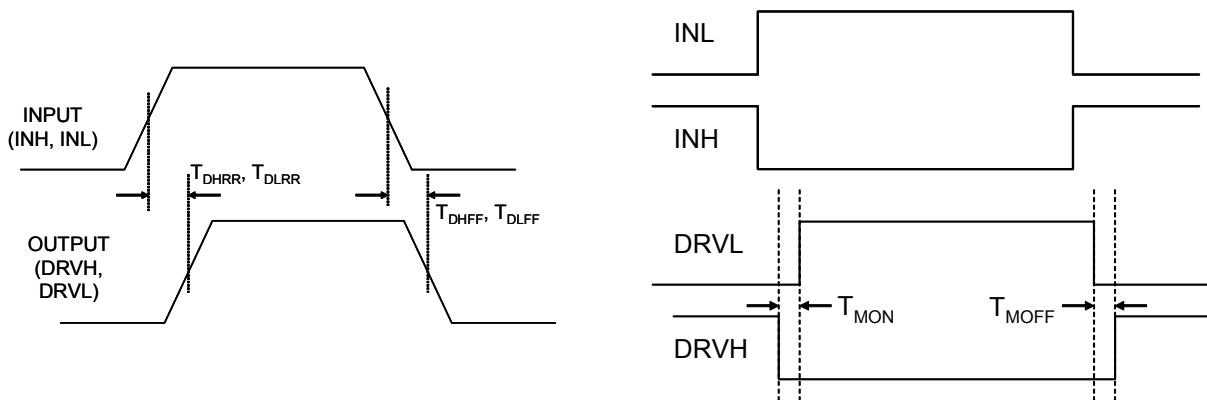 INPUT
(INH, INL)
T_DHRR, T_DLRR
T_DHFF, T_DLFF
OUTPUT
(DRVH,
DRVL)
INL
INH
DRVL
T_MON
T_MOFF
DRVH